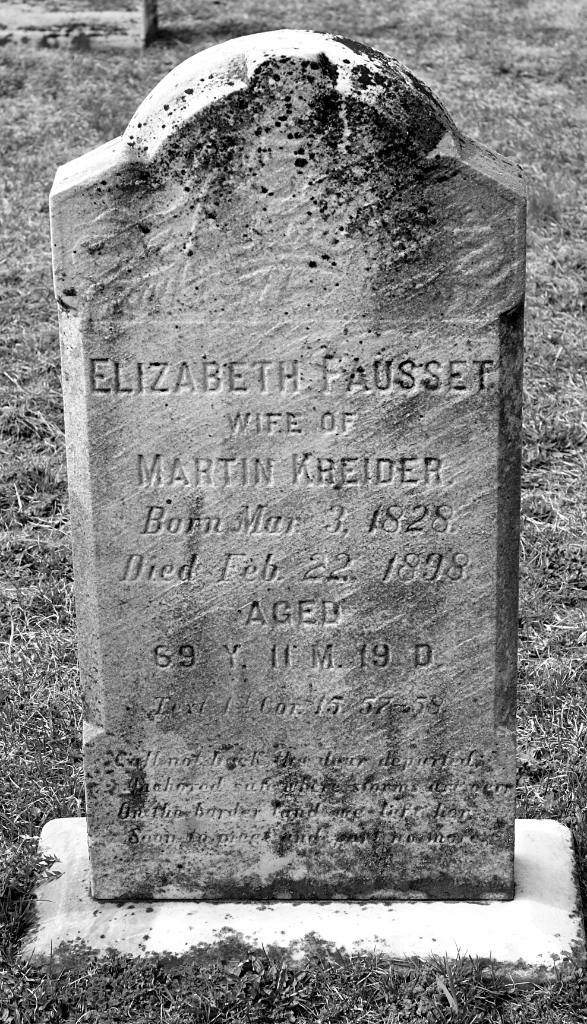 ELIZABETH FAUSSET
WIFE OF
MARTIN KREIDER.
Born Mar. 3, 1828.
Died Feb. 22, 1898.
AGED
69 Y. 11 M. 19 D.
Text 1 Cor. 15, 57-58.
Call not back the dear departed,
Anchored safe where storms are o'er
On the border land we left her,
Soon to meet and part no more.